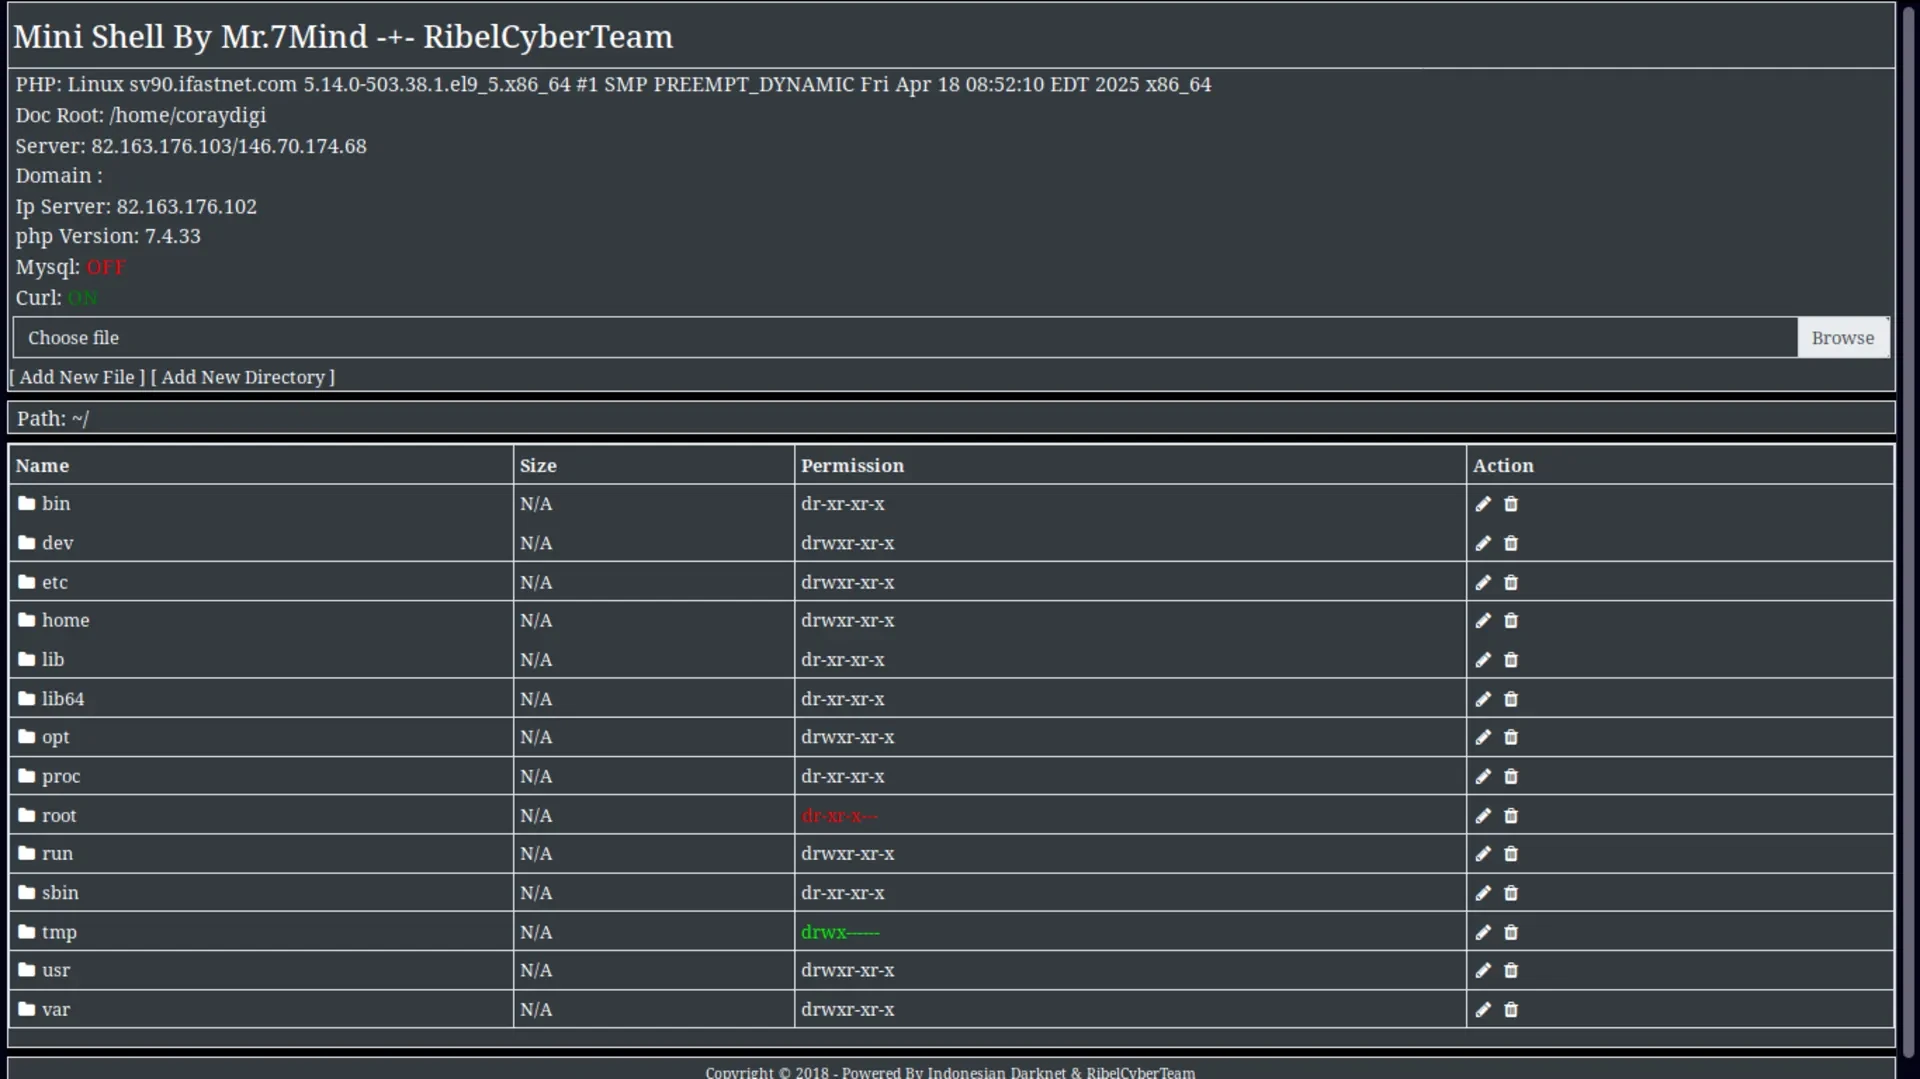 Mini Shell By Mr.7Mind -+- RibelCyberTeam
PHP: Linux sv90.ifastnet.com 5.14.0-503.38.1.el9_5.x86_64 #1 SMP PREEMPT_DYNAMIC Fri Apr 18 08:52:10 EDT 2025 x86_64
Doc Root: /home/coraydigi
Server: 82.163.176.103/146.70.174.68
Domain :
Ip Server: 82.163.176.102
php Version: 7.4.33
Mysql: OFF
Curl: ON
Choose file Browse
[ Add New File ] [ Add New Directory ]
Path: ~/
Name Size Permission Action
bin N/A dr-xr-xr-x
dev N/A drwxr-xr-x
etc N/A drwxr-xr-x
home N/A drwxr-xr-x
lib N/A dr-xr-xr-x
lib64 N/A dr-xr-xr-x
opt N/A drwxr-xr-x
proc N/A dr-xr-xr-x
root N/A dr-xr-x---
run N/A drwxr-xr-x
sbin N/A dr-xr-xr-x
tmp N/A drwx------
usr N/A drwxr-xr-x
var N/A drwxr-xr-x
Copyright © 2018 - Powered By Indonesian Darknet & RibelCyberTeam